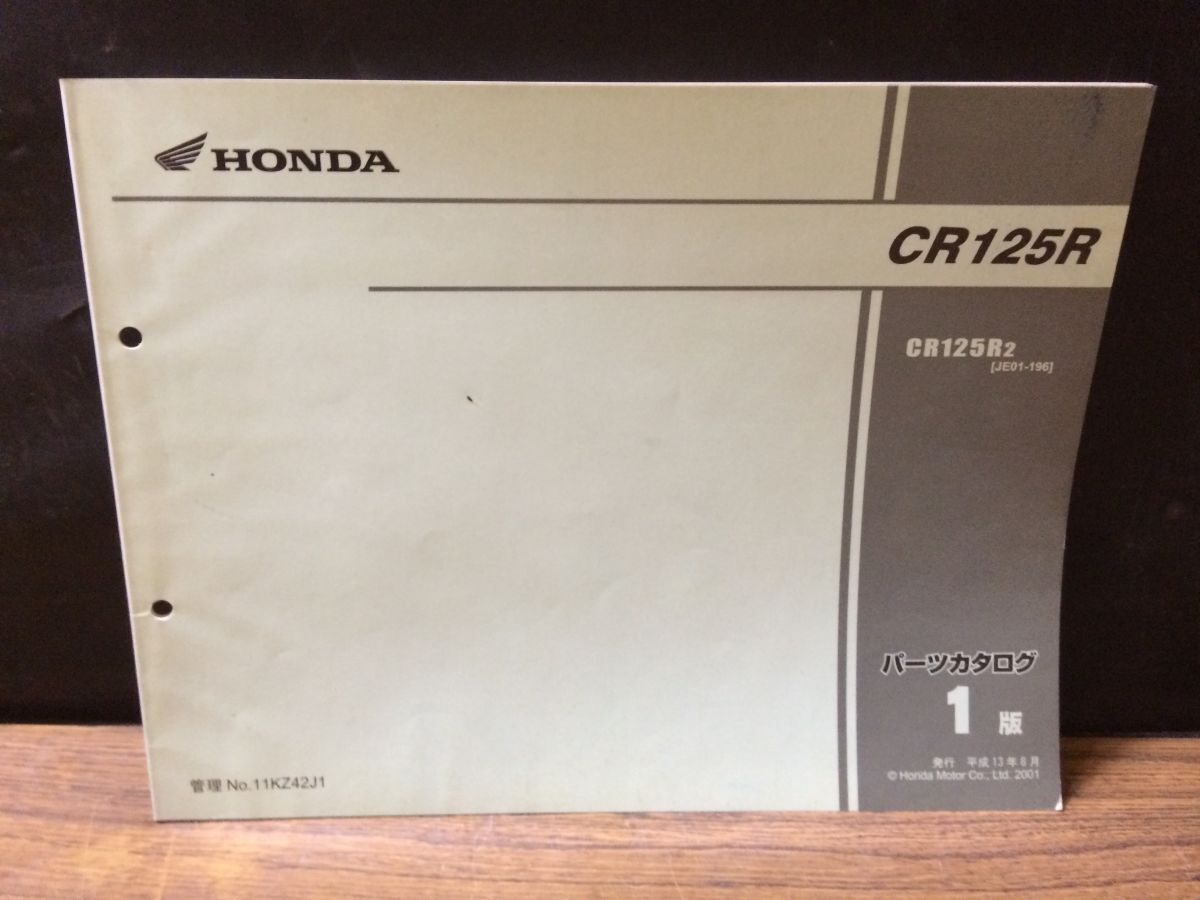 HONDA
CR125R
CR125R2
[JE01-196]
パーツカタログ
1 版
発行 平成13年8月
© Honda Motor Co., Ltd. 2001
管理 No.11KZ42J1